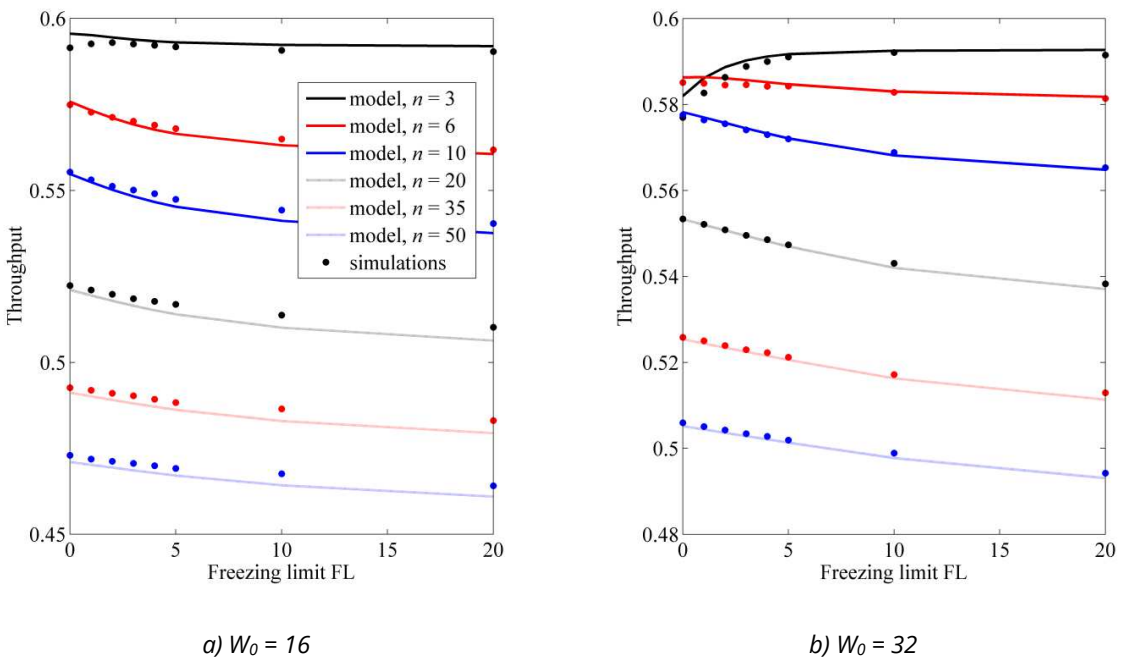 0.6
0.55
0.5
0.45
0
5
10
15
20
Throughput
Freezing limit FL
model, n = 3
model, n = 6
model, n = 10
model, n = 20
model, n = 35
model, n = 50
simulations
a) W₀ = 16
0.6
0.58
0.56
0.54
0.52
0.5
0.48
0
5
10
15
20
Throughput
Freezing limit FL
b) W₀ = 32